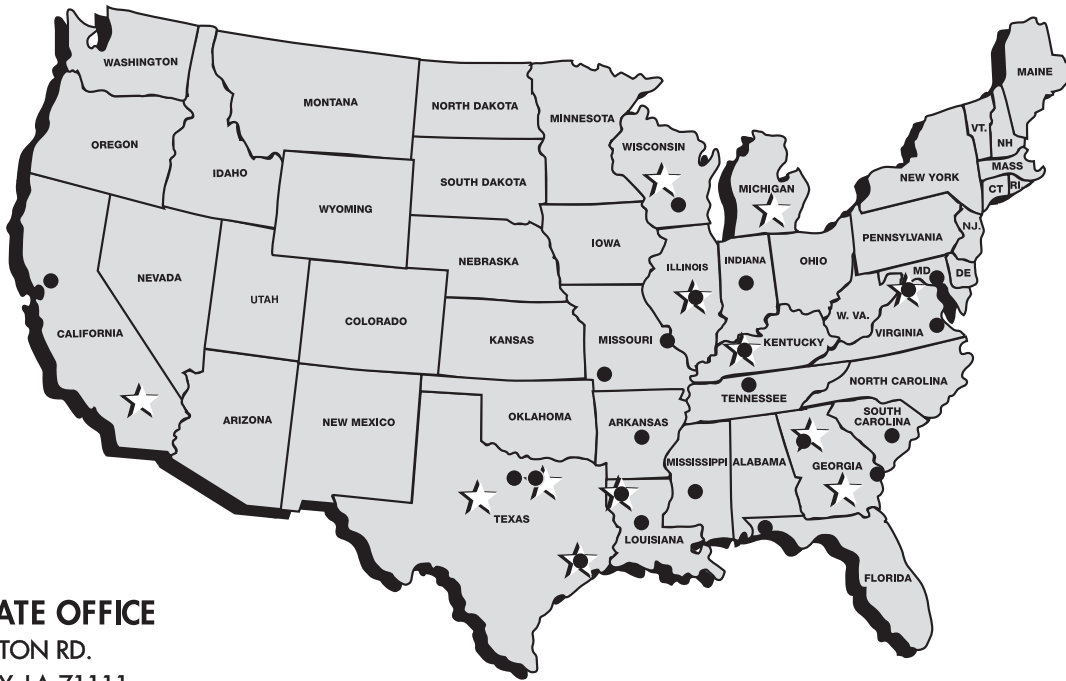 WASHINGTON
MONTANA
NORTH DAKOTA
MINNESOTA
MAINE
OREGON
IDAHO
SOUTH DAKOTA
WISCONSIN
MICHIGAN
NEW YORK
VT.
NH
MASS
CT
RI
WYOMING
NEBRASKA
IOWA
ILLINOIS
INDIANA
OHIO
PENNSYLVANIA
NJ.
NEVADA
UTAH
COLORADO
KANSAS
MISSOURI
KENTUCKY
W. VA.
VIRGINIA
MD
DE
CALIFORNIA
ARIZONA
NEW MEXICO
OKLAHOMA
ARKANSAS
TENNESSEE
NORTH CAROLINA
SOUTH
CAROLINA
TEXAS
LOUISIANA
MISSISSIPPI
ALABAMA
GEORGIA
FLORIDA
ATE OFFICE
TON RD.
LA 71111